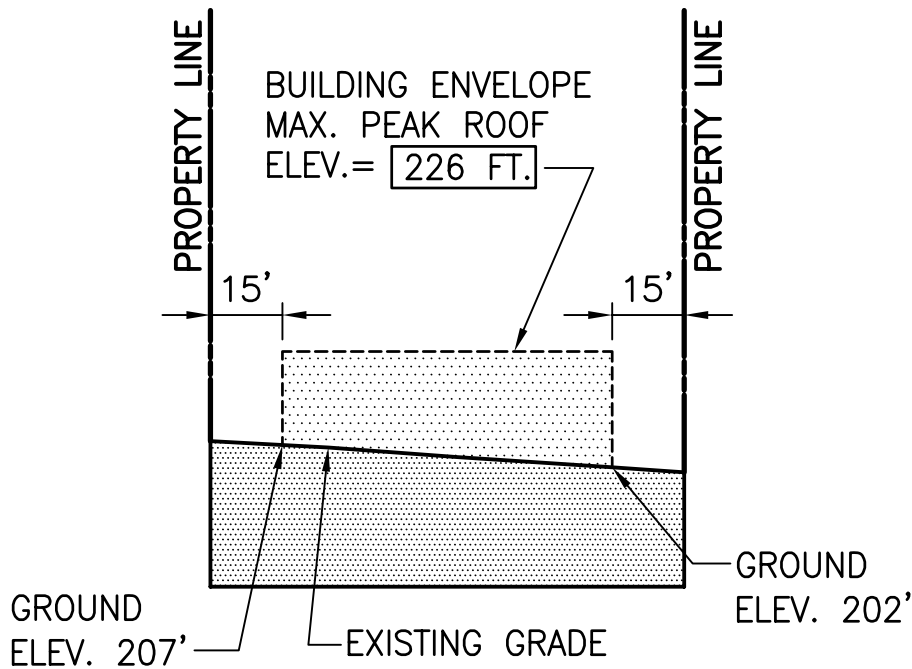 PROPERTY LINE
PROPERTY LINE
BUILDING ENVELOPE
MAX. PEAK ROOF
ELEV.= 226 FT.
15'
15'
GROUND
ELEV. 202'
GROUND
ELEV. 207'
EXISTING GRADE